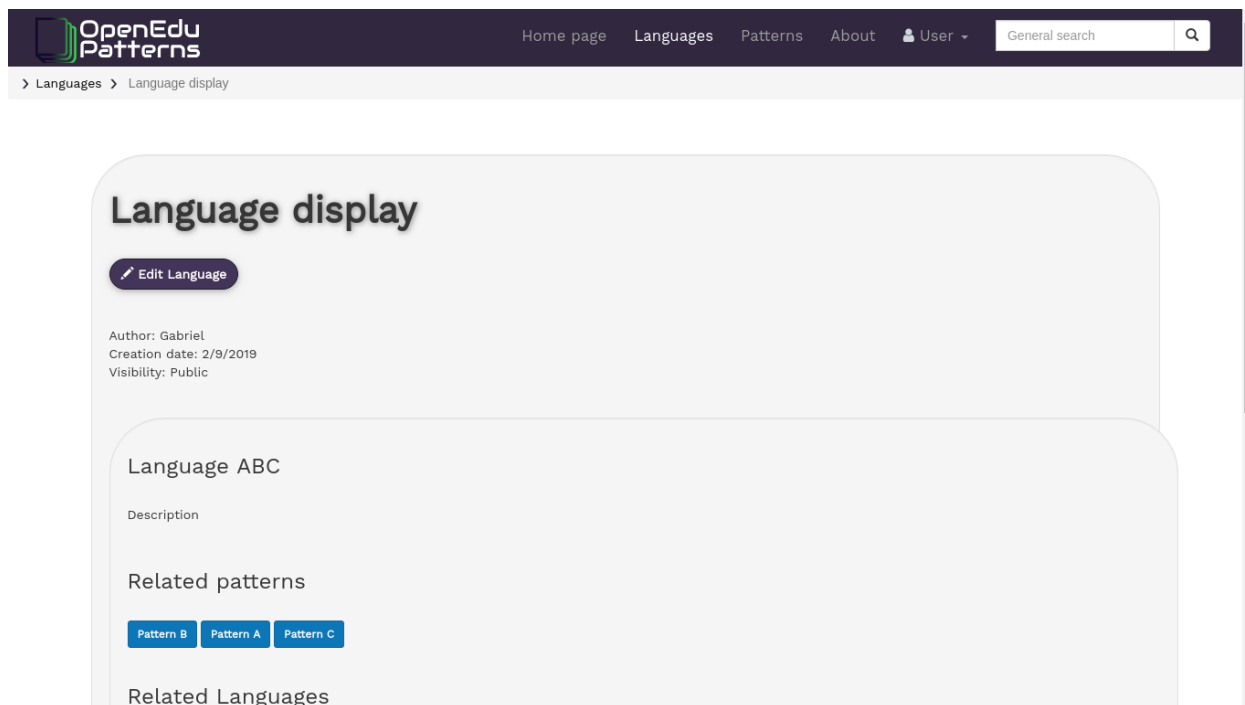 OpenEdu
Patterns
Home page Languages Patterns About User General search
Languages Language display
Language display
Edit Language
Author: Gabriel
Creation date: 2/9/2019
Visibility: Public
Language ABC
Description
Related patterns
Pattern B Pattern A Pattern C
Related Languages